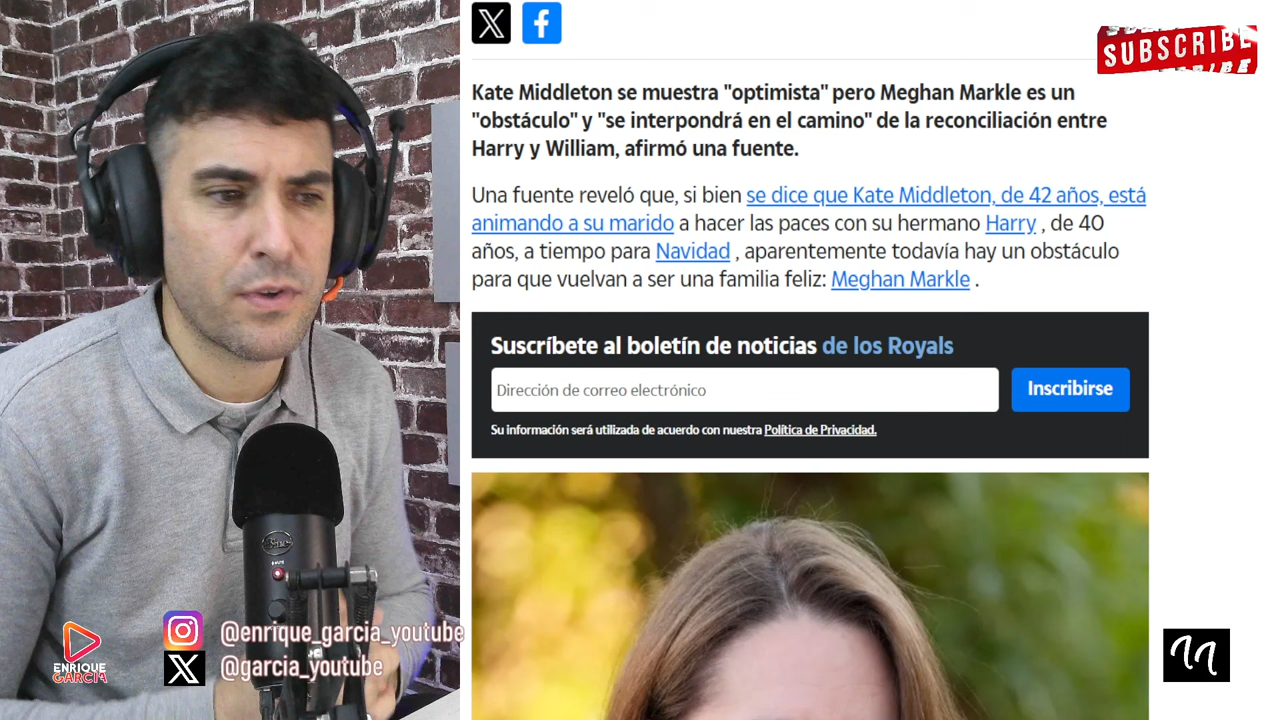 SUBSCRIBE
Kate Middleton se muestra "optimista" pero Meghan Markle es un
"obstáculo" y "se interpondrá en el camino" de la reconciliación entre
Harry y William, afirmó una fuente.
Una fuente reveló que, si bien se dice que Kate Middleton, de 42 años, está
animando a su marido a hacer las paces con su hermano Harry , de 40
años, a tiempo para Navidad , aparentemente todavía hay un obstáculo
para que vuelvan a ser una familia feliz: Meghan Markle .
Suscríbete al boletín de noticias de los Royals
Dirección de correo electrónico
Inscribirse
Su información será utilizada de acuerdo con nuestra Política de Privacidad.
@enrique_garcia_youtube
@garcia_youtube
ENRIQUE
GARCIA